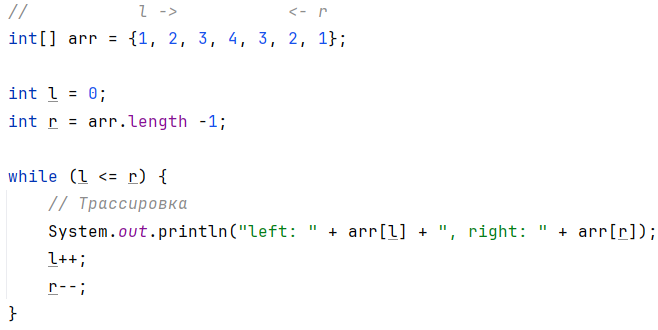 //           l ->           <- r
int[] arr = {1, 2, 3, 4, 3, 2, 1};
int l = 0;
int r = arr.length -1;
while (l <= r) {
    // Трассировка
    System.out.println("left: " + arr[l] + ", right: " + arr[r]);
    l++;
    r--;
}